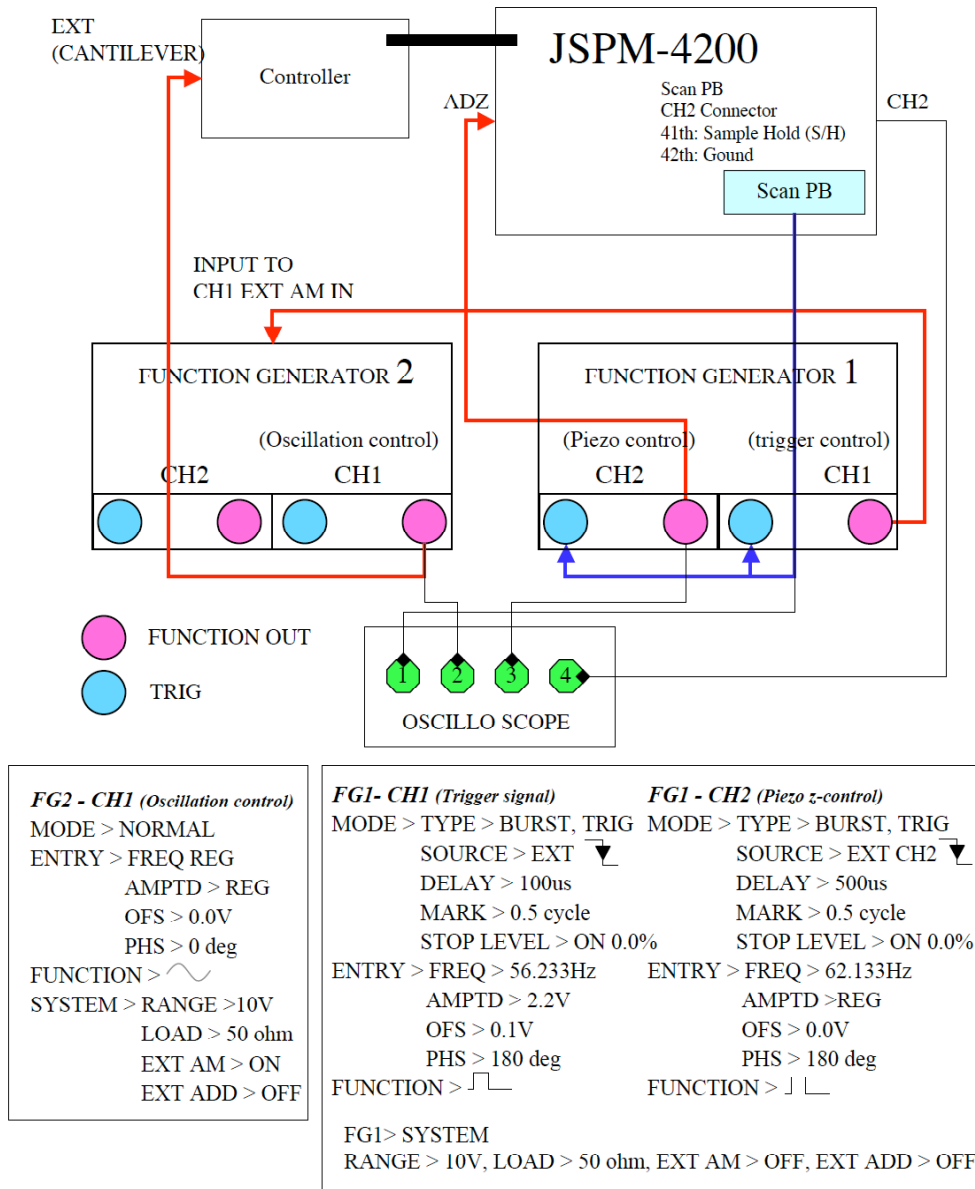 EXT
(CANTILEVER)
Controller
JSPM-4200
Scan PB
CH2 Connector
41th: Sample Hold (S/H)
42th: Gound
Scan PB
ADZ
CH2
INPUT TO
CH1 EXT AM IN
FUNCTION GENERATOR 2
(Oscillation control)
CH2
CH1
FUNCTION GENERATOR 1
(Piezo control)
(trigger control)
CH2
CH1
FUNCTION OUT
TRIG
1
2
3
4
OSCILLO SCOPE
FG2 - CH1 (Oscillation control)
MODE > NORMAL
ENTRY > FREQ REG
AMPTD > REG
OFS > 0.0V
PHS > 0 deg
FUNCTION >
SYSTEM > RANGE >10V
LOAD > 50 ohm
EXT AM > ON
EXT ADD > OFF
FG1- CH1 (Trigger signal)
MODE > TYPE > BURST, TRIG
SOURCE > EXT
DELAY > 100us
MARK > 0.5 cycle
STOP LEVEL > ON 0.0%
ENTRY > FREQ > 56.233Hz
AMPTD > 2.2V
OFS > 0.1V
PHS > 180 deg
FUNCTION >
FG1 - CH2 (Piezo z-control)
MODE > TYPE > BURST, TRIG
SOURCE > EXT CH2
DELAY > 500us
MARK > 0.5 cycle
STOP LEVEL > ON 0.0%
ENTRY > FREQ > 62.133Hz
AMPTD >REG
OFS > 0.0V
PHS > 180 deg
FUNCTION >
FG1> SYSTEM
RANGE > 10V, LOAD > 50 ohm, EXT AM > OFF, EXT ADD > OFF